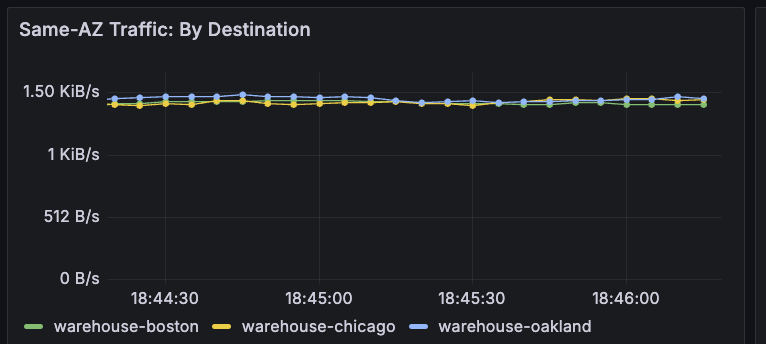 Same-AZ Traffic: By Destination
1.50 KiB/s
1 KiB/s
512 B/s
0 B/s
18:44:30 18:45:00 18:45:30 18:46:00
warehouse-boston warehouse-chicago warehouse-oakland